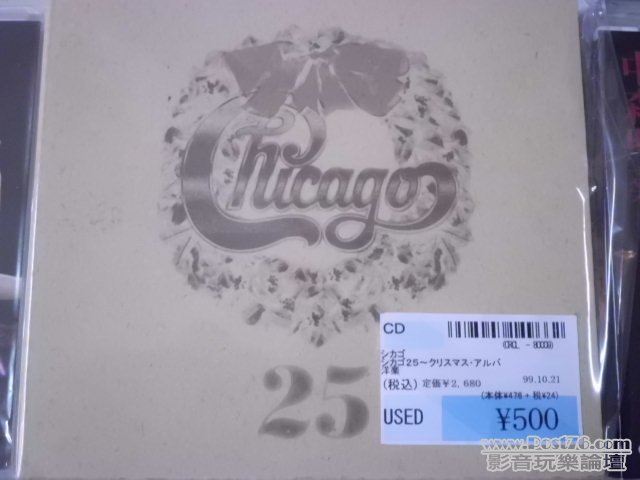 Chicago
25
CD
(ORCL - 80009)
シカゴ
シカゴ25〜クリスマス・アルバ
洋楽
(税込) 定価¥2,680 99.10.21
(本体¥476 + 税¥24)
USED ¥500
www.Post76.com
影音玩樂論壇